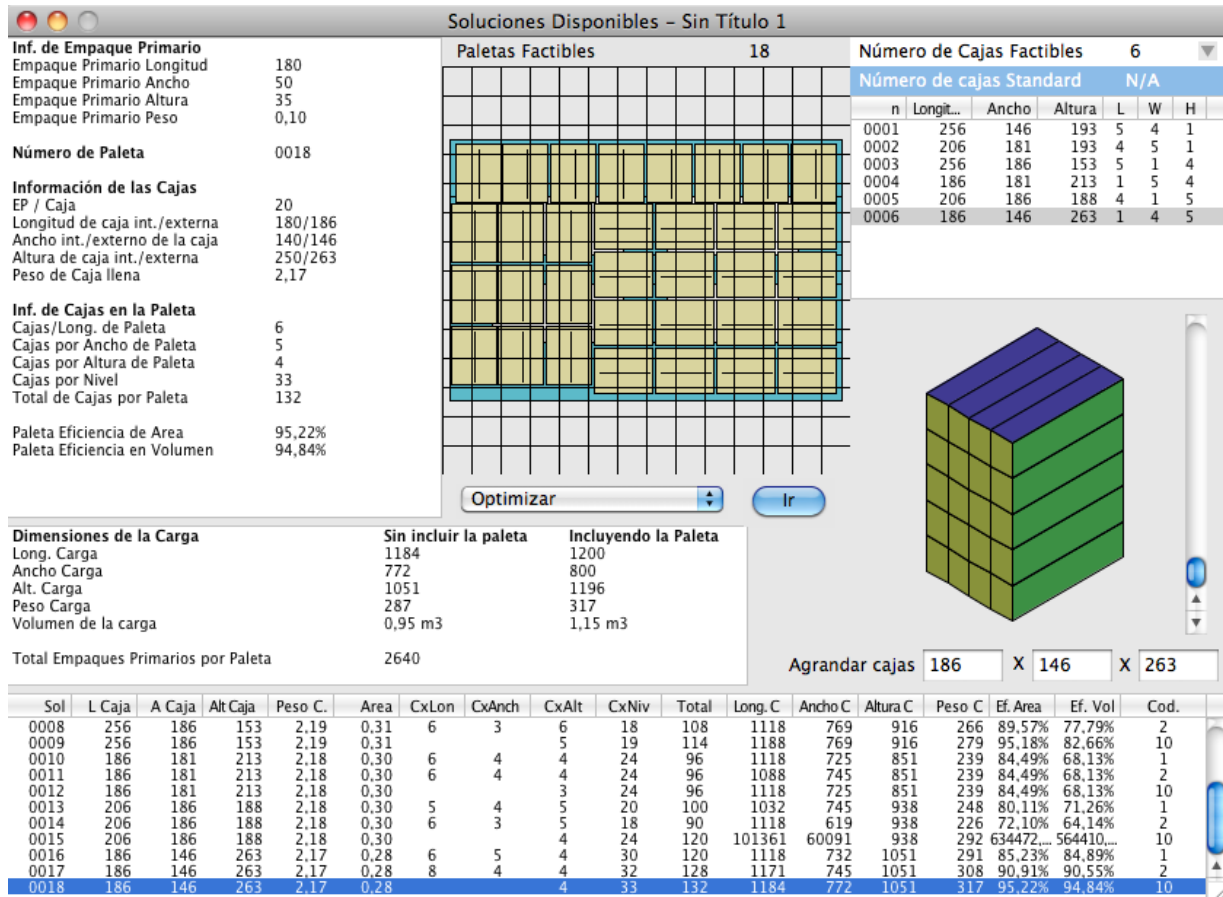 Soluciones Disponibles – Sin Título 1
Inf. de Empaque Primario
Empaque Primario Longitud 180
Empaque Primario Ancho 50
Empaque Primario Altura 35
Empaque Primario Peso 0,10
Número de Paleta 0018
Información de las Cajas
EP / Caja 20
Longitud de caja int./externa 180/186
Ancho int./externo de la caja 140/146
Altura de caja int./externa 250/263
Peso de Caja llena 2,17
Inf. de Cajas en la Paleta
Cajas/Long. de Paleta 6
Cajas por Ancho de Paleta 5
Cajas por Altura de Paleta 4
Cajas por Nivel 33
Total de Cajas por Paleta 132
Paleta Eficiencia de Area 95,22%
Paleta Eficiencia en Volumen 94,84%
Paletas Factibles 18
Optimizar Ir
Número de Cajas Factibles 6
Número de cajas Standard N/A
n Longit... Ancho Altura L W H
0001 256 146 193 5 4 1
0002 206 181 193 4 5 1
0003 256 186 153 5 1 4
0004 186 181 213 1 5 4
0005 206 186 188 4 1 5
0006 186 146 263 1 4 5
Dimensiones de la Carga Sin incluir la paleta Incluyendo la Paleta
Long. Carga 1184 1200
Ancho Carga 772 800
Alt. Carga 1051 1196
Peso Carga 287 317
Volumen de la carga 0,95 m3 1,15 m3
Total Empaques Primarios por Paleta 2640
Agrandar cajas 186 X 146 X 263
Sol L Caja A Caja Alt Caja Peso C. Area CxLon CxAnch CxAlt CxNiv Total Long. C Ancho C Altura C Peso C Ef. Area Ef. Vol Cod.
0008 256 186 153 2,19 0,31 6 3 6 18 108 1118 769 916 266 89,57% 77,79% 2
0009 256 186 153 2,19 0,31 5 19 114 1188 769 916 279 95,18% 82,66% 10
0010 186 181 213 2,18 0,30 6 4 4 24 96 1118 725 851 239 84,49% 68,13% 1
0011 186 181 213 2,18 0,30 6 4 4 24 96 1088 745 851 239 84,49% 68,13% 2
0012 186 181 213 2,18 0,30 3 24 96 1118 725 851 239 84,49% 68,13% 10
0013 206 186 188 2,18 0,30 5 4 5 20 100 1032 745 938 248 80,11% 71,26% 1
0014 206 186 188 2,18 0,30 6 3 5 18 90 1118 619 938 226 72,10% 64,14% 2
0015 206 186 188 2,18 0,30 4 24 120 101361 60091 938 292 634472,... 564410,... 10
0016 186 146 263 2,17 0,28 6 5 4 30 120 1118 732 1051 291 85,23% 84,89% 1
0017 186 146 263 2,17 0,28 8 4 4 32 128 1171 745 1051 308 90,91% 90,55% 2
0018 186 146 263 2,17 0,28 4 33 132 1184 772 1051 317 95,22% 94,84% 10